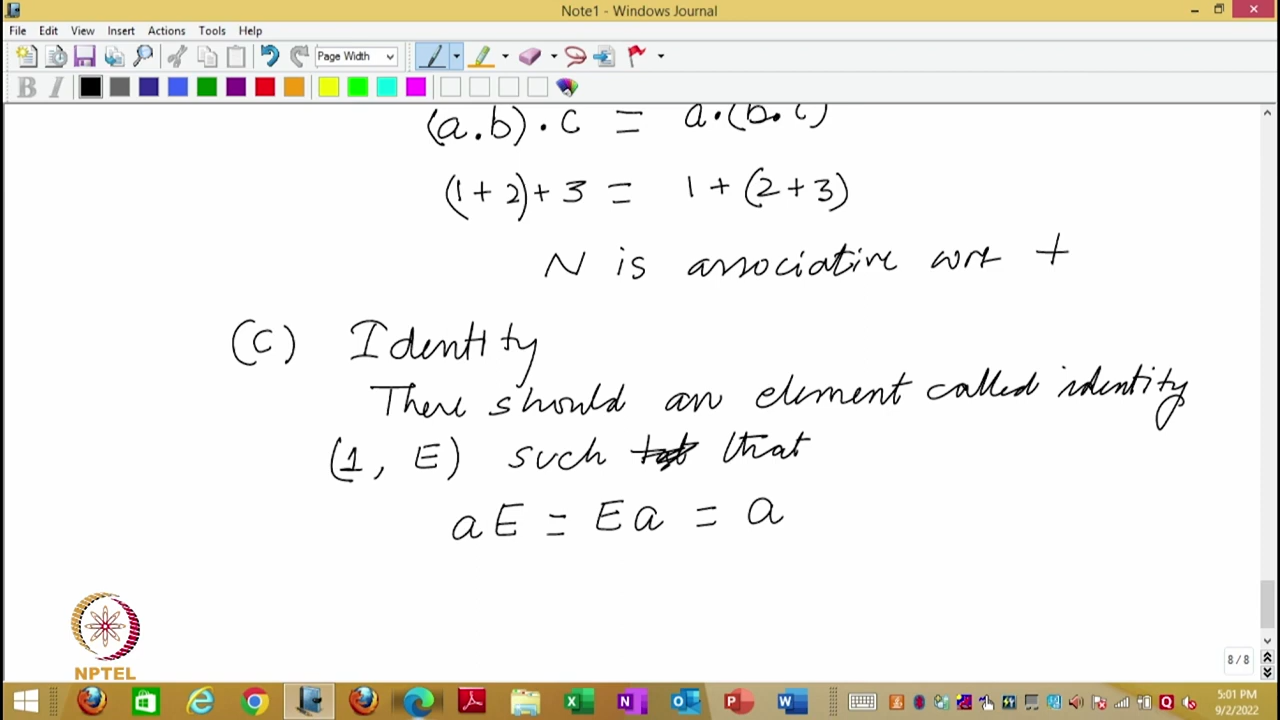 Note1 - Windows Journal
File Edit View Insert Actions Tools Help
Page Width
B I
(a.b).c = a.(b.c)
(1+2)+3 = 1+(2+3)
N is associative wrt +
(C) Identity
There should an element called identity
(1, E) such that
aE = Ea = a
NPTEL
8/8
5:01 PM
9/2/2022